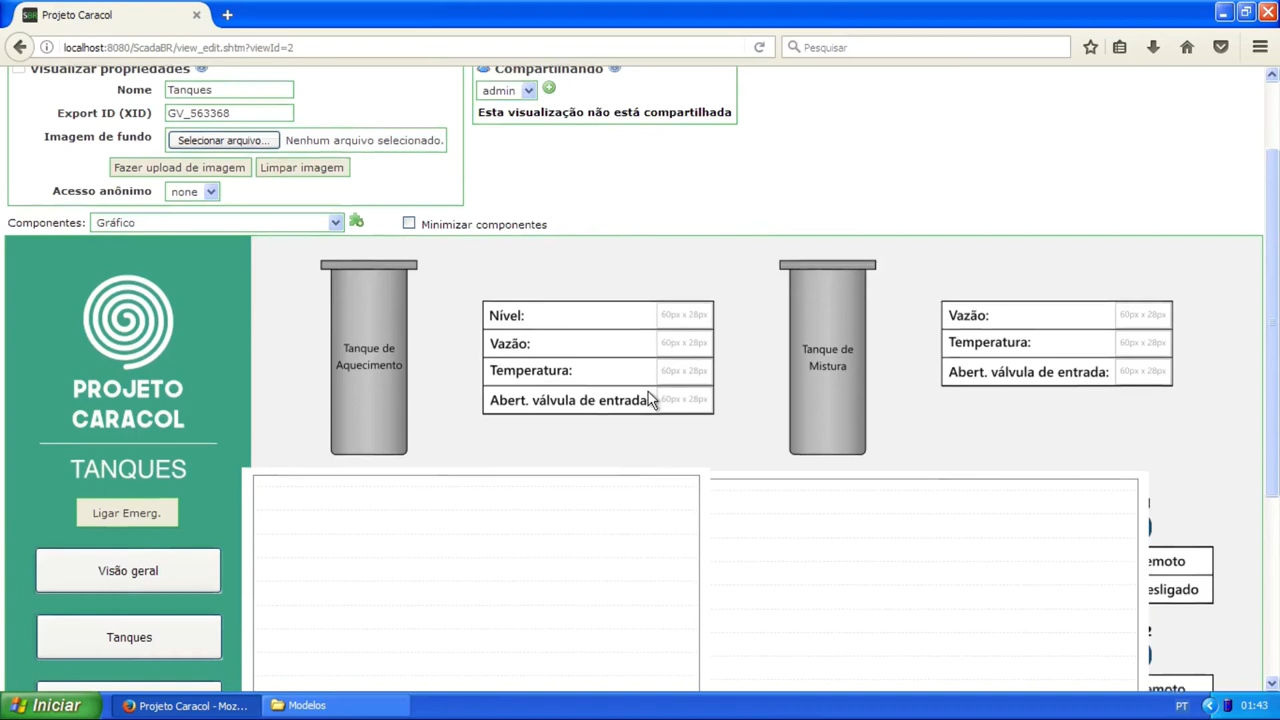 Projeto Caracol
localhost:8080/ScadaBR/view_edit.shtm?viewId=2
Pesquisar
Visualizar propriedades
Nome Tanques
Export ID (XID) GV_563368
Imagem de fundo Selecionar arquivo... Nenhum arquivo selecionado.
Fazer upload de imagem Limpar imagem
Acesso anônimo none
Compartilhando
admin
Esta visualização não está compartilhada
Componentes: Gráfico Minimizar componentes
PROJETO
CARACOL
TANQUES
Ligar Emerg.
Visão geral
Tanques
Tanque de
Aquecimento
Nível: 60px x 28px
Vazão: 60px x 28px
Temperatura: 60px x 28px
Abert. válvula de entrada 60px x 28px
Tanque de
Mistura
Vazão: 60px x 28px
Temperatura: 60px x 28px
Abert. válvula de entrada: 60px x 28px
emoto
esligado
2
emoto
Iniciar
Projeto Caracol - Moz...
Modelos
PT
01:43